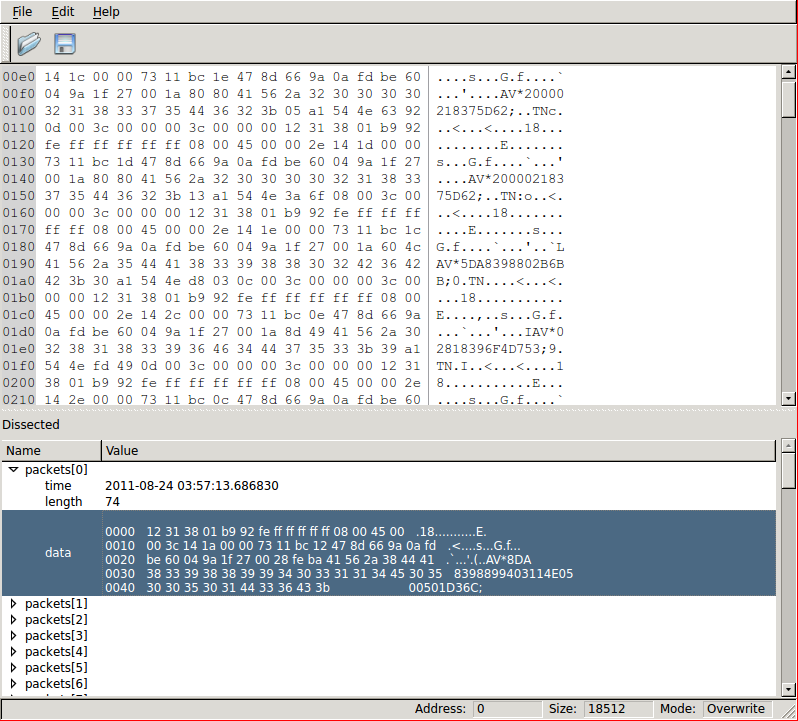 File Edit Help
00e0 14 1c 00 00 73 11 bc 1e 47 8d 66 9a 0a fd be 60 ....s...G.f....`
00f0 04 9a 1f 27 00 1a 80 80 41 56 2a 32 30 30 30 30 ...'....AV*20000
0100 32 31 38 33 37 35 44 36 32 3b 05 a1 54 4e 63 92 218375D62;..TNc.
0110 0d 00 3c 00 00 00 3c 00 00 00 12 31 38 01 b9 92 ..<...<....18...
0120 fe ff ff ff ff ff 08 00 45 00 00 2e 14 1d 00 00 ........E.......
0130 73 11 bc 1d 47 8d 66 9a 0a fd be 60 04 9a 1f 27 s...G.f....`...'
0140 00 1a 80 80 41 56 2a 32 30 30 30 30 32 31 38 33 ....AV*200002183
0150 37 35 44 36 32 3b 13 a1 54 4e 3a 6f 08 00 3c 00 75D62;..TN:o..<.
0160 00 00 3c 00 00 00 12 31 38 01 b9 92 fe ff ff ff ..<....18.......
0170 ff ff 08 00 45 00 00 2e 14 1e 00 00 73 11 bc 1c ....E.......s...
0180 47 8d 66 9a 0a fd be 60 04 9a 1f 27 00 1a 60 4c G.f....`...'..`L
0190 41 56 2a 35 44 41 38 33 39 38 38 30 32 42 36 42 AV*5DA8398802B6B
01a0 42 3b 30 a1 54 4e d8 03 0c 00 3c 00 00 00 3c 00 B;0.TN....<...<.
01b0 00 00 12 31 38 01 b9 92 fe ff ff ff ff ff 08 00 ...18...........
01c0 45 00 00 2e 14 2c 00 00 73 11 bc 0e 47 8d 66 9a E....,..s...G.f.
01d0 0a fd be 60 04 9a 1f 27 00 1a 8d 49 41 56 2a 30 ...`...'...IAV*0
01e0 32 38 31 38 33 39 36 46 34 44 37 35 33 3b 39 a1 2818396F4D753;9.
01f0 54 4e fd 49 0d 00 3c 00 00 00 3c 00 00 00 12 31 TN.I..<...<....1
0200 38 01 b9 92 fe ff ff ff ff ff 08 00 45 00 00 2e 8...........E...
0210 14 2e 00 00 73 11 bc 0c 47 8d 66 9a 0a fd be 60 ....s...G.f....`
Dissected
Name Value
packets[0]
time 2011-08-24 03:57:13.686830
length 74
data
0000 12 31 38 01 b9 92 fe ff ff ff ff ff 08 00 45 00 .18...........E.
0010 00 3c 14 1a 00 00 73 11 bc 12 47 8d 66 9a 0a fd .<....s...G.f...
0020 be 60 04 9a 1f 27 00 28 fe ba 41 56 2a 38 44 41 .`...'.(..AV*8DA
0030 38 33 39 38 38 39 39 34 30 33 31 31 34 45 30 35 8398899403114E05
0040 30 30 35 30 31 44 33 36 43 3b 00501D36C;
packets[1]
packets[2]
packets[3]
packets[4]
packets[5]
packets[6]
Address: 0 Size: 18512 Mode: Overwrite